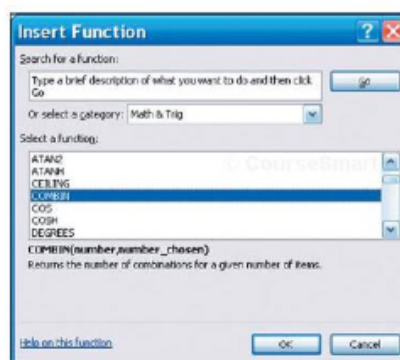 Insert Function
Search for a function:
Type a brief description of what you want to do and then click
Go
Go
Or select a category: Math & Trig
Select a function:
ATAN2
ATANH
CEILING
COMBIN
COS
COSH
DEGREES
© CourseSmart
COMBIN(number,number_chosen)
Returns the number of combinations for a given number of items.
Help on this function
OK
Cancel